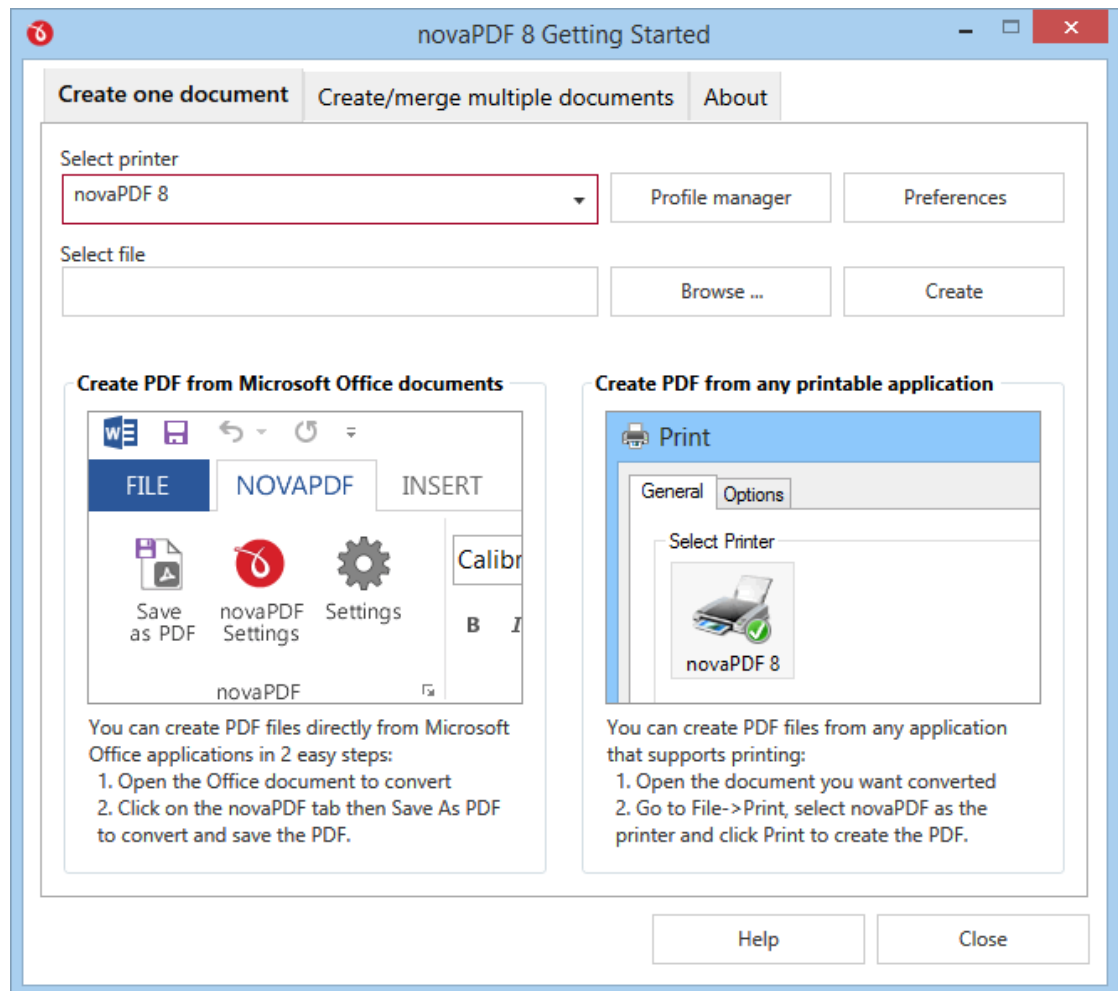 novaPDF 8 Getting Started
Create one document
Create/merge multiple documents
About
Select printer
novaPDF 8
Profile manager
Preferences
Select file
Browse ...
Create
Create PDF from Microsoft Office documents
FILE
NOVAPDF
INSERT
Save
as PDF
novaPDF
Settings
Settings
Calibr
B I
novaPDF
You can create PDF files directly from Microsoft
Office applications in 2 easy steps:
1. Open the Office document to convert
2. Click on the novaPDF tab then Save As PDF
to convert and save the PDF.
Create PDF from any printable application
Print
General
Options
Select Printer
novaPDF 8
You can create PDF files from any application
that supports printing:
1. Open the document you want converted
2. Go to File->Print, select novaPDF as the
printer and click Print to create the PDF.
Help
Close